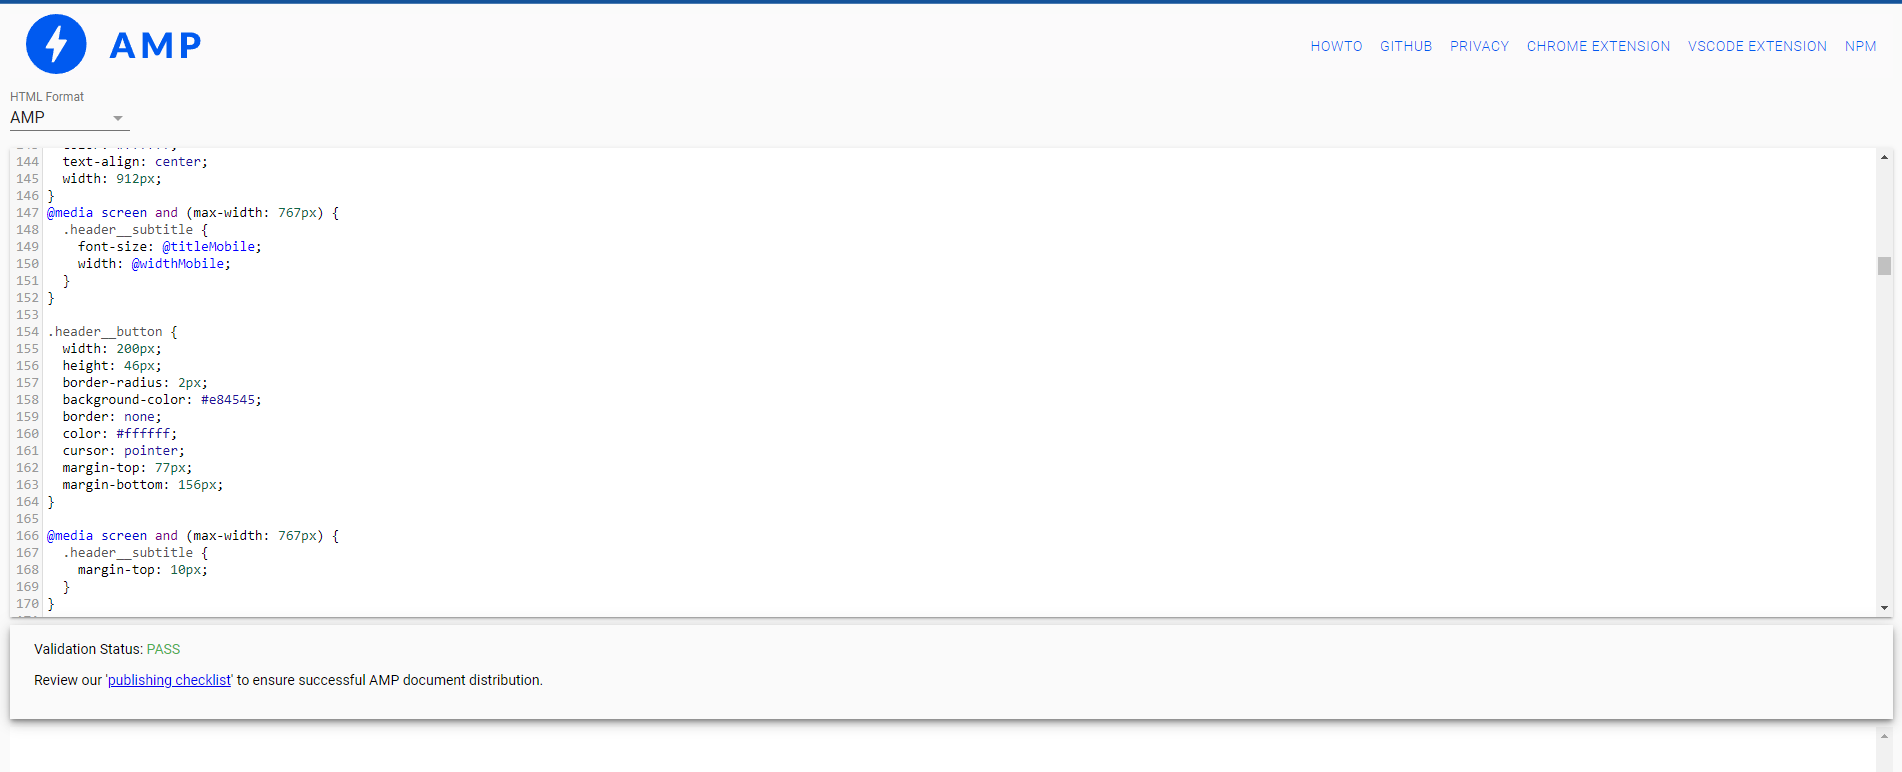 AMP
HOWTO GITHUB PRIVACY CHROME EXTENSION VSCODE EXTENSION NPM
HTML Format
AMP
144 text-align: center;
145 width: 912px;
146 }
147 @media screen and (max-width: 767px) {
148 .header__subtitle {
149 font-size: @titleMobile;
150 width: @widthMobile;
151 }
152 }
153
154 .header__button {
155 width: 200px;
156 height: 46px;
157 border-radius: 2px;
158 background-color: #e84545;
159 border: none;
160 color: #ffffff;
161 cursor: pointer;
162 margin-top: 77px;
163 margin-bottom: 156px;
164 }
165
166 @media screen and (max-width: 767px) {
167 .header__subtitle {
168 margin-top: 10px;
169 }
170 }
Validation Status: PASS
Review our 'publishing checklist' to ensure successful AMP document distribution.